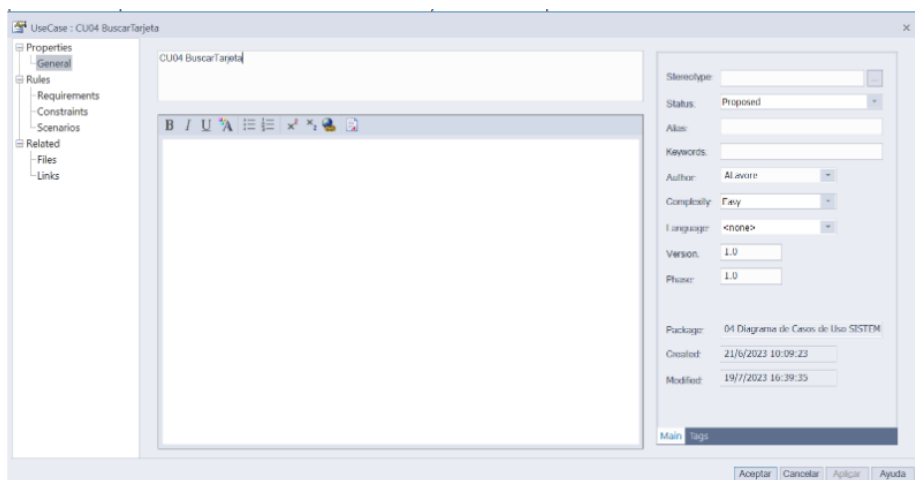 UseCase : CU04 BuscarTarjeta
Properties
General
Rules
Requirements
Constraints
Scenarios
Related
Files
Links
CU04 BuscarTarjeta
B I U A x² ×₂
Stereotype:
...
Status: Proposed
Alias:
Keywords:
Author: ALavore
Complexity: Easy
Language: <none>
Version: 1.0
Phase: 1.0
Package: 04 Diagrama de Casos de Uso SISTEM
Created: 21/6/2023 10:09:23
Modified: 19/7/2023 16:39:35
Main Tags
Aceptar Cancelar Aplicar Ayuda